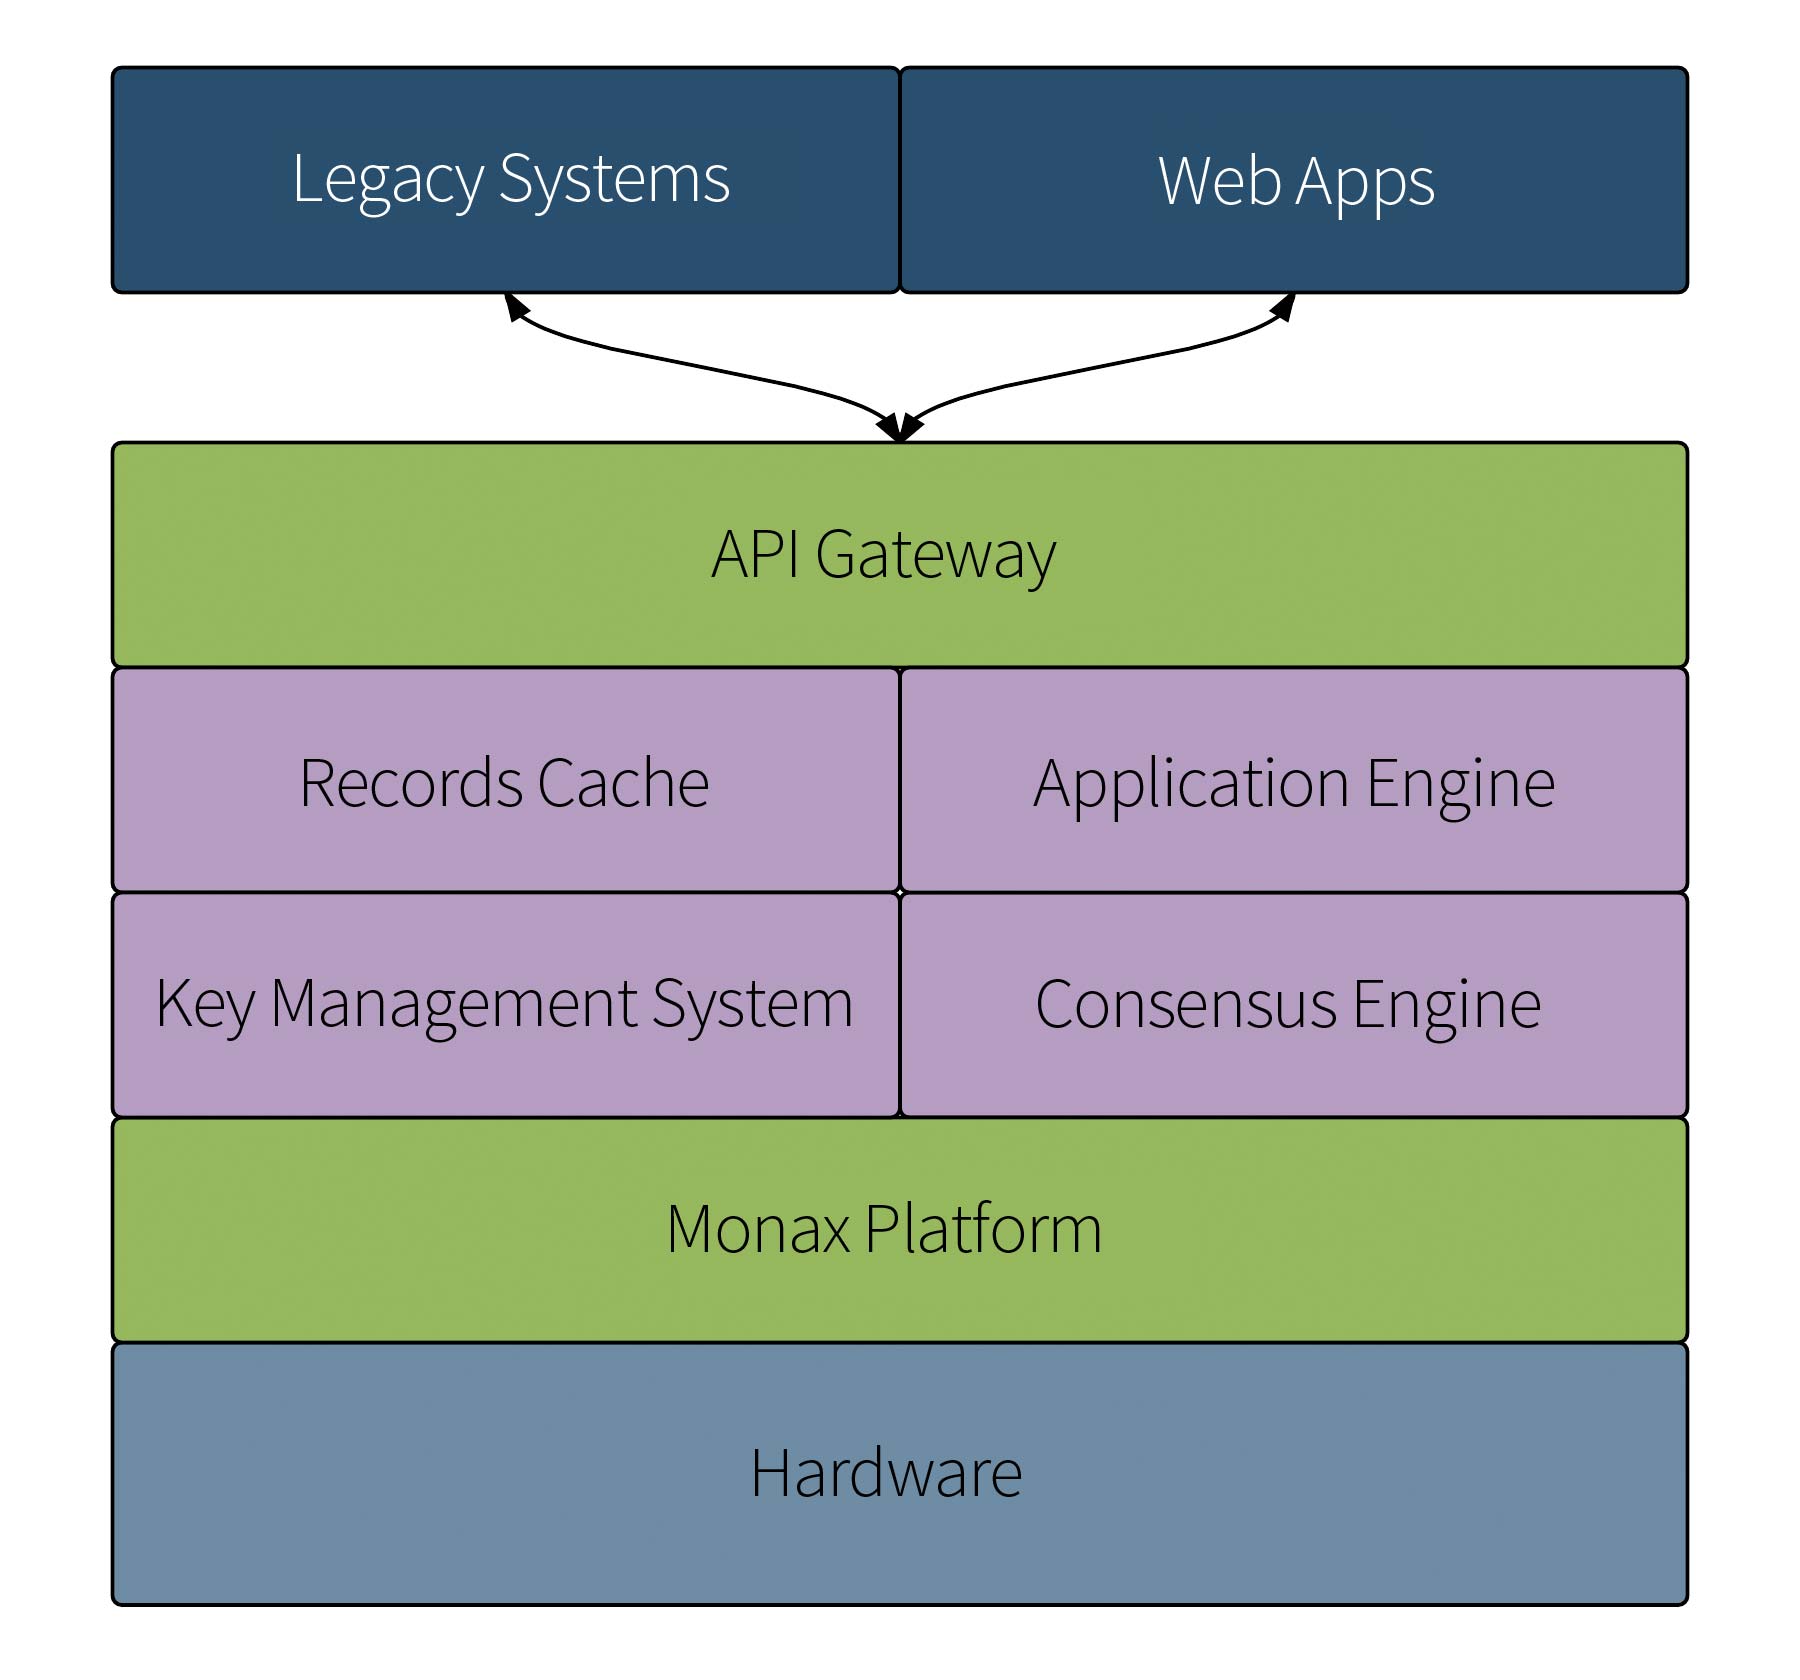 Legacy Systems
Web Apps
API Gateway
Records Cache
Application Engine
Key Management System
Consensus Engine
Monax Platform
Hardware